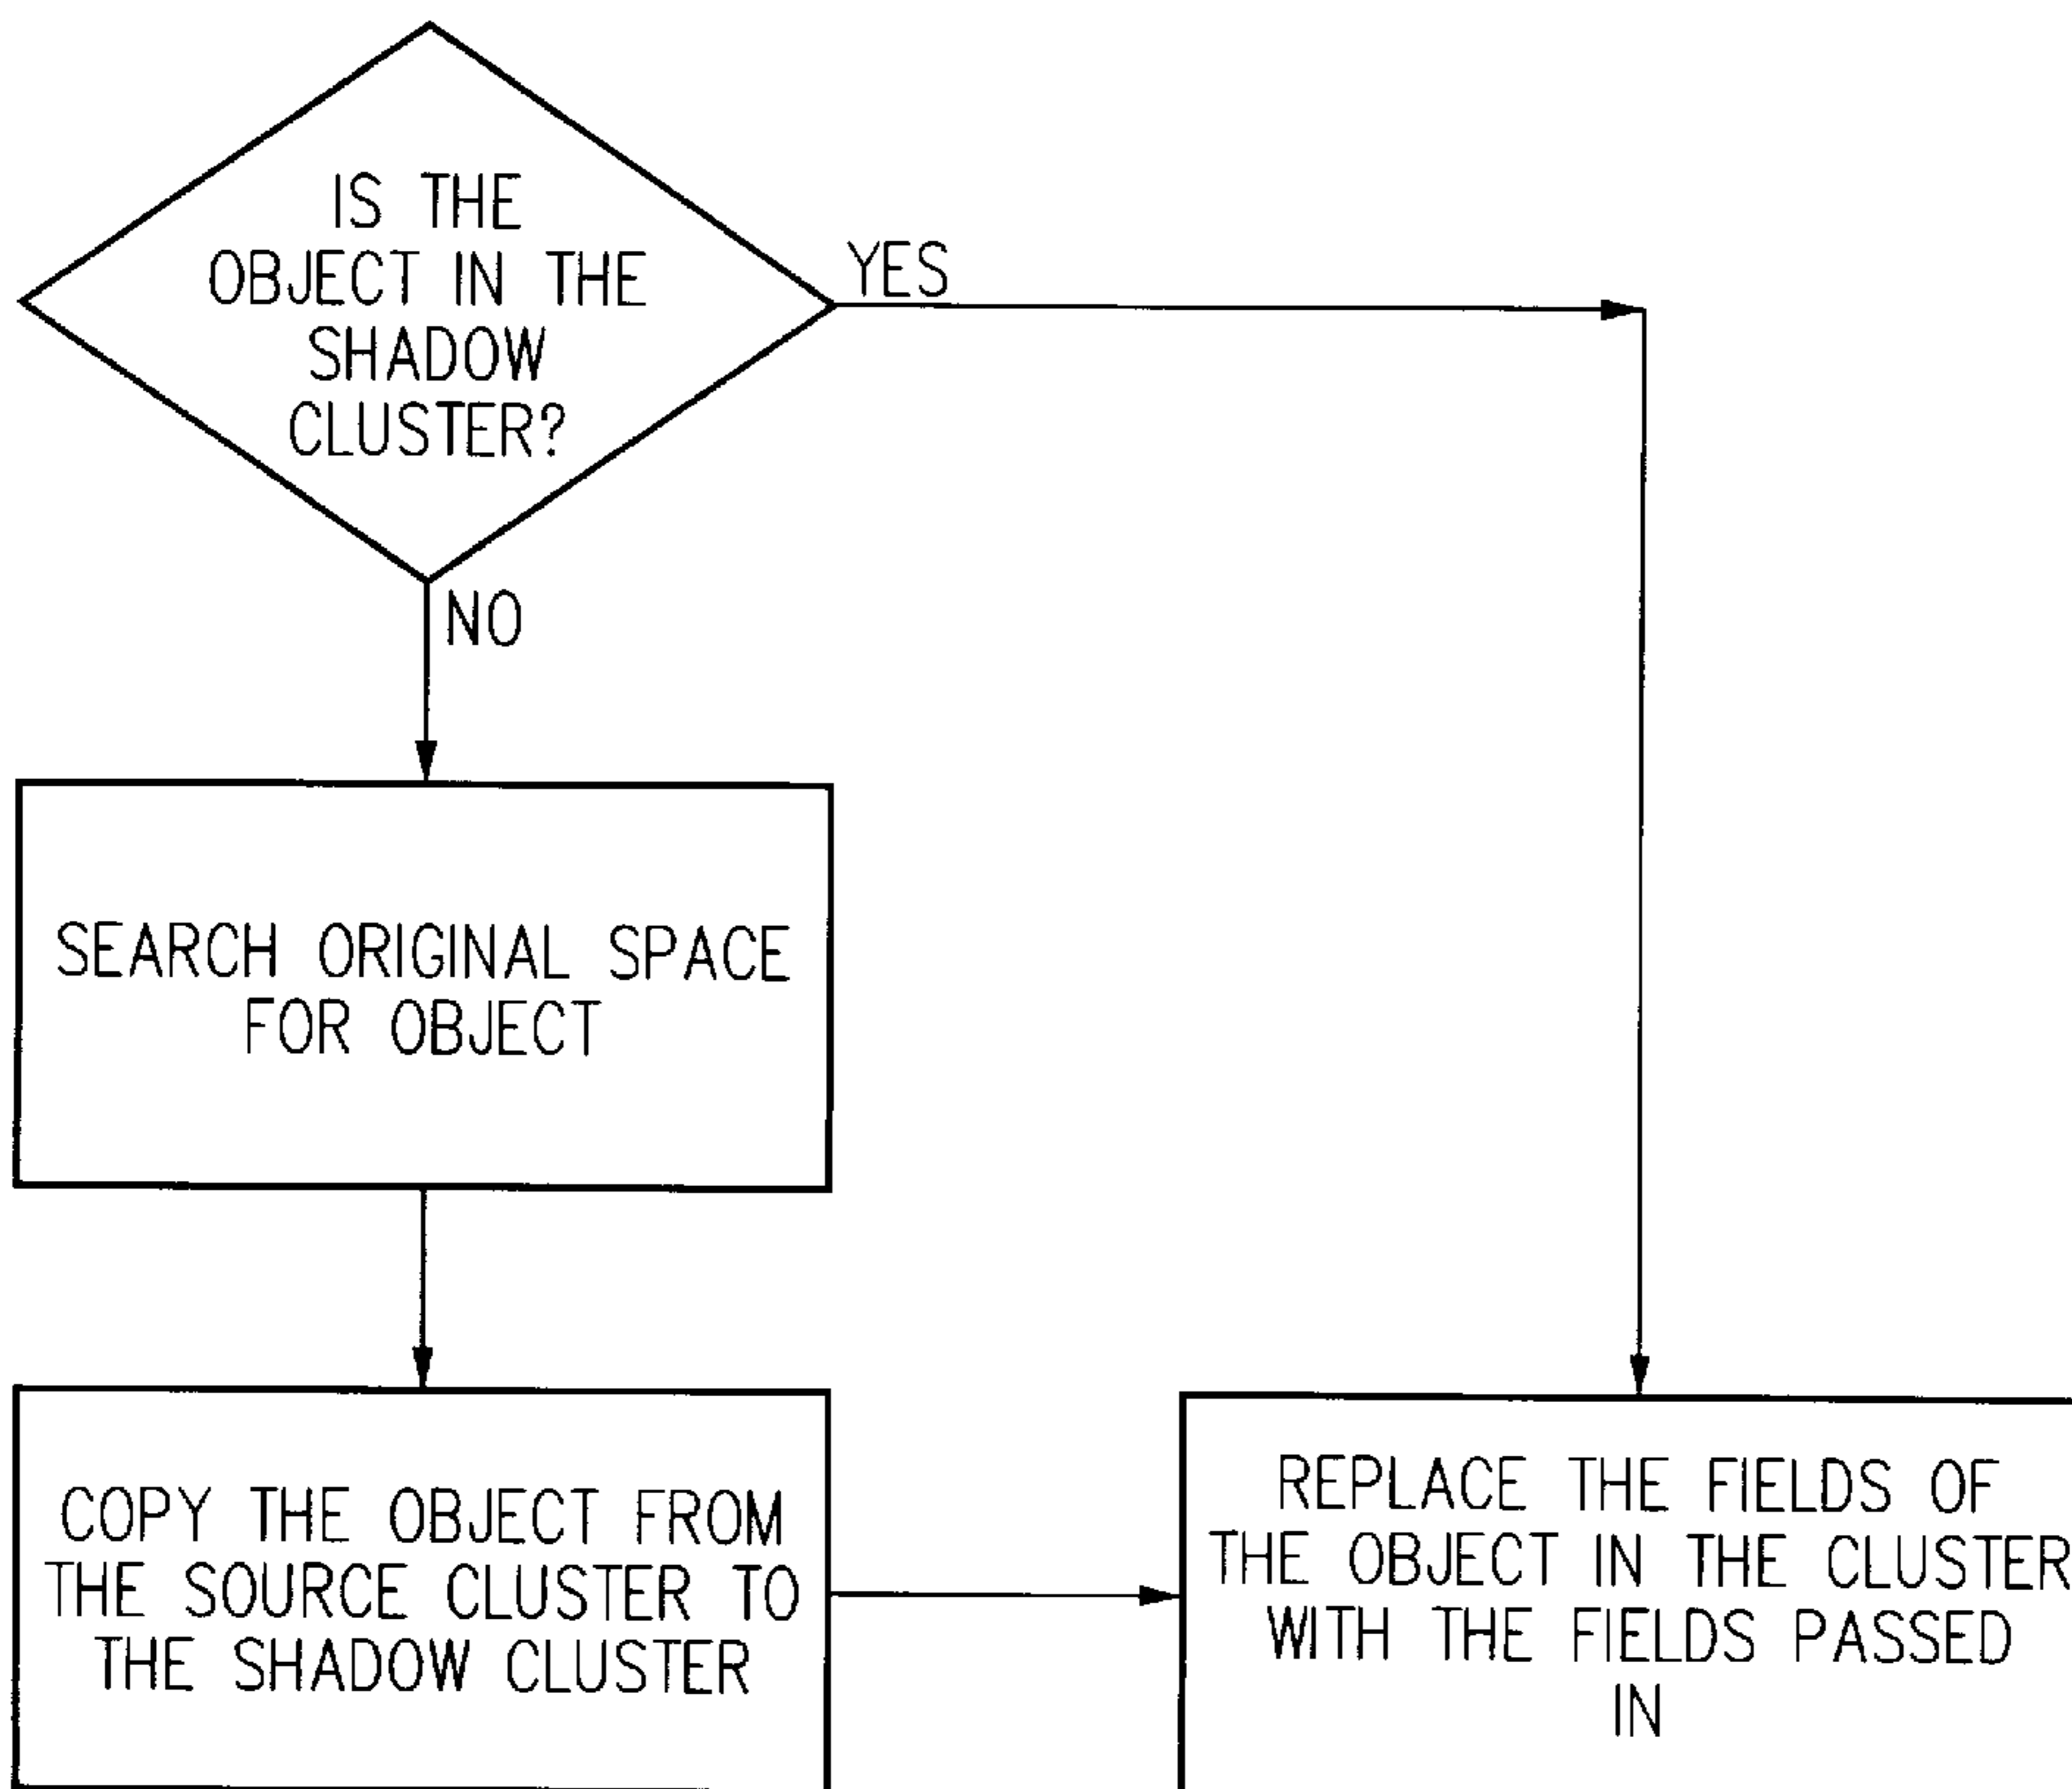 IS THE
OBJECT IN THE
SHADOW
CLUSTER?
YES
NO
SEARCH ORIGINAL SPACE
FOR OBJECT
COPY THE OBJECT FROM
THE SOURCE CLUSTER TO
THE SHADOW CLUSTER
REPLACE THE FIELDS OF
THE OBJECT IN THE CLUSTER
WITH THE FIELDS PASSED
IN